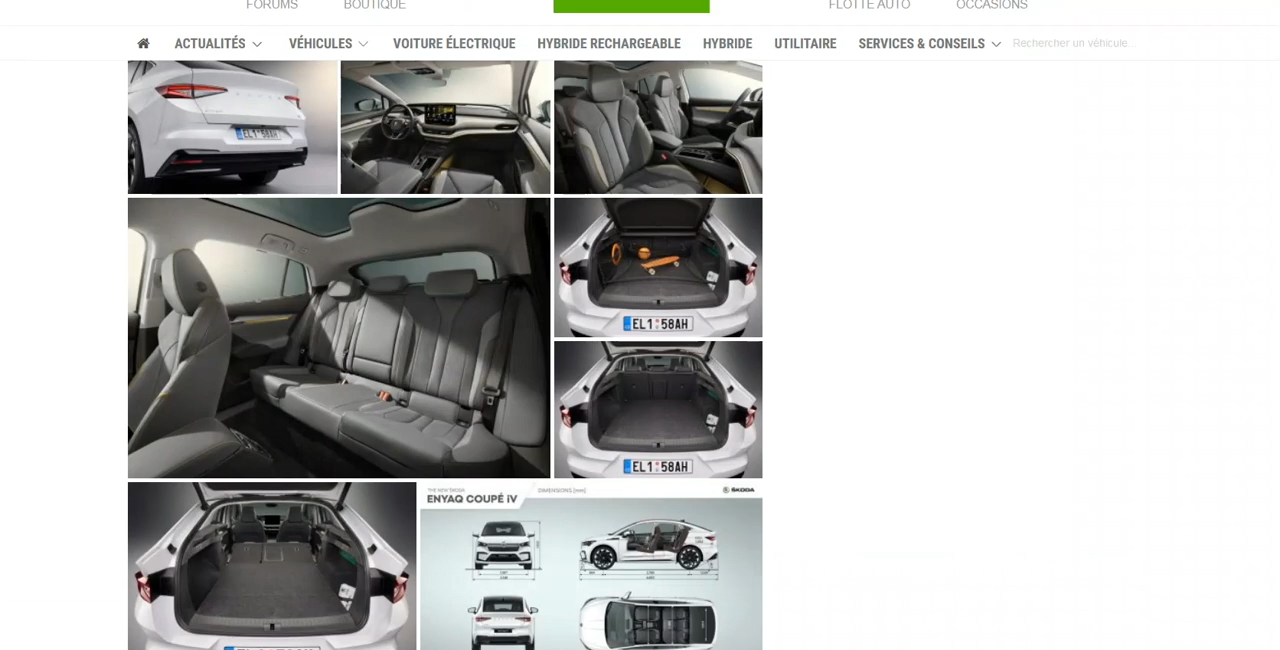 FORUMS BOUTIQUE FLOTTE AUTO OCCASIONS
ACTUALITÉS VÉHICULES VOITURE ÉLECTRIQUE HYBRIDE RECHARGEABLE HYBRIDE UTILITAIRE SERVICES & CONSEILS Rechercher un véhicule...
EL1 58AH
EL1 58AH
EL1 58AH
THE NEW ŠKODA
ENYAQ COUPÉ iV
DIMENSIONS [mm]
ŠKODA